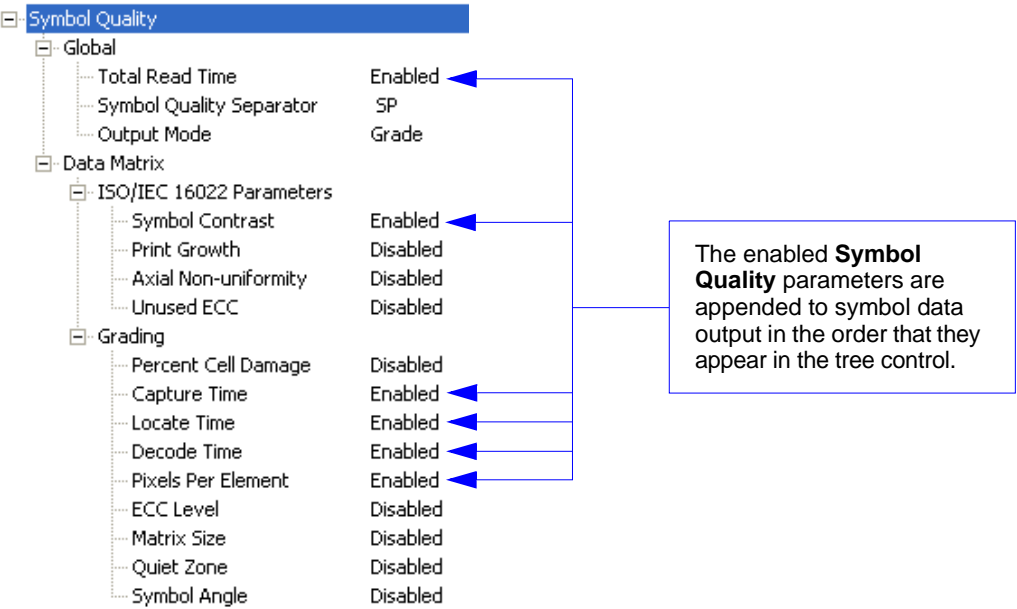 Symbol Quality
Global
Total Read Time Enabled
Symbol Quality Separator SP
Output Mode Grade
Data Matrix
ISO/IEC 16022 Parameters
Symbol Contrast Enabled
Print Growth Disabled
Axial Non-uniformity Disabled
Unused ECC Disabled
Grading
Percent Cell Damage Disabled
Capture Time Enabled
Locate Time Enabled
Decode Time Enabled
Pixels Per Element Enabled
ECC Level Disabled
Matrix Size Disabled
Quiet Zone Disabled
Symbol Angle Disabled
The enabled Symbol
Quality parameters are
appended to symbol data
output in the order that they
appear in the tree control.